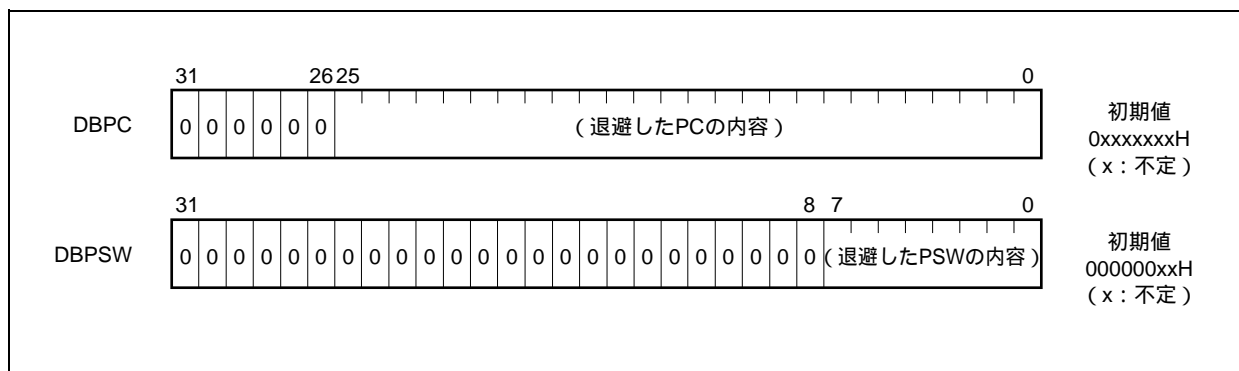 31 26 25 0
DBPC 0 0 0 0 0 0 （退避したPCの内容） 初期値
0xxxxxxxH
（x：不定）
31 8 7 0
DBPSW 0 0 0 0 0 0 0 0 0 0 0 0 0 0 0 0 0 0 0 0 0 0 0 0 （退避したPSWの内容） 初期値
000000xxH
（x：不定）